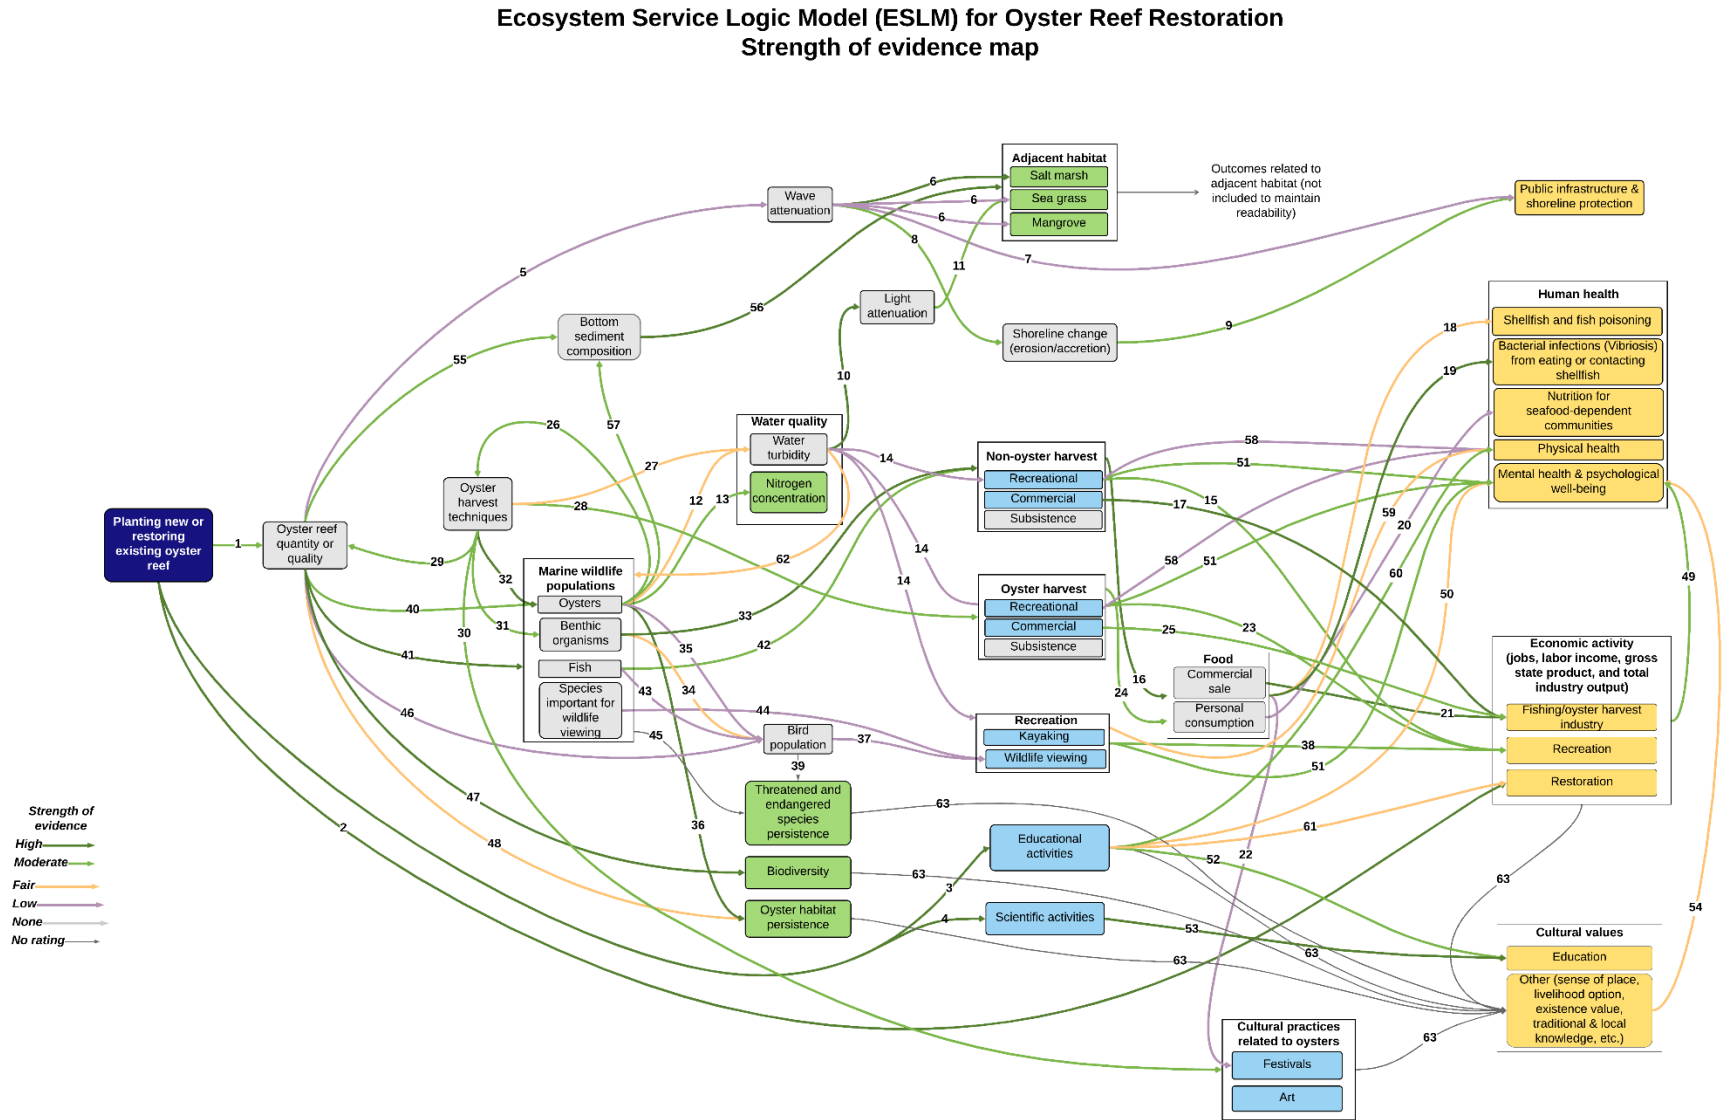 Ecosystem Service Logic Model (ESLM) for Oyster Reef Restoration
Strength of evidence map
Adjacent habitat
Salt marsh
Sea grass
Mangrove
Outcomes related to
adjacent habitat (not
included to maintain
readability)
Public infrastructure &
shoreline protection
Wave
attenuation
6
6
6
8
7
5
11
56
Light
attenuation
Bottom
sediment
composition
Shoreline change
(erosion/accretion)
9
55
10
Human health
Shellfish and fish poisoning
Bacterial infections (Vibriosis)
from eating or contacting
shellfish
Nutrition for
seafood-dependent
communities
Physical health
Mental health & psychological
well-being
18
19
26
57
27
28
12
13
Water quality
Water
turbidity
Nitrogen
concentration
14
14
14
62
Non-oyster harvest
Recreational
Commercial
Subsistence
58
51
17
15
59
20
58
51
60
50
49
Oyster
harvest
techniques
Planting new or
restoring
existing oyster
reef
1
Oyster reef
quantity or
quality
29
32
40
31
30
41
46
Marine wildlife
populations
Oysters
Benthic
organisms
Fish
Species
important for
wildlife
viewing
33
42
35
34
43
44
45
Oyster harvest
Recreational
Commercial
Subsistence
25
23
16
24
Food
Commercial
sale
Personal
consumption
21
Economic activity
(jobs, labor income, gross
state product, and total
industry output)
Fishing/oyster harvest
industry
Recreation
Restoration
Bird
population
37
39
Recreation
Kayaking
Wildlife viewing
38
51
Threatened and
endangered
species
persistence
63
47
2
48
36
Biodiversity
63
Oyster habitat
persistence
63
3
4
Educational
activities
Scientific activities
61
52
22
53
63
63
54
Cultural values
Education
Other (sense of place,
livelihood option,
existence value,
traditional & local
knowledge, etc.)
Cultural practices
related to oysters
Festivals
Art
63
Strength of
evidence
High
Moderate
Fair
Low
None
No rating